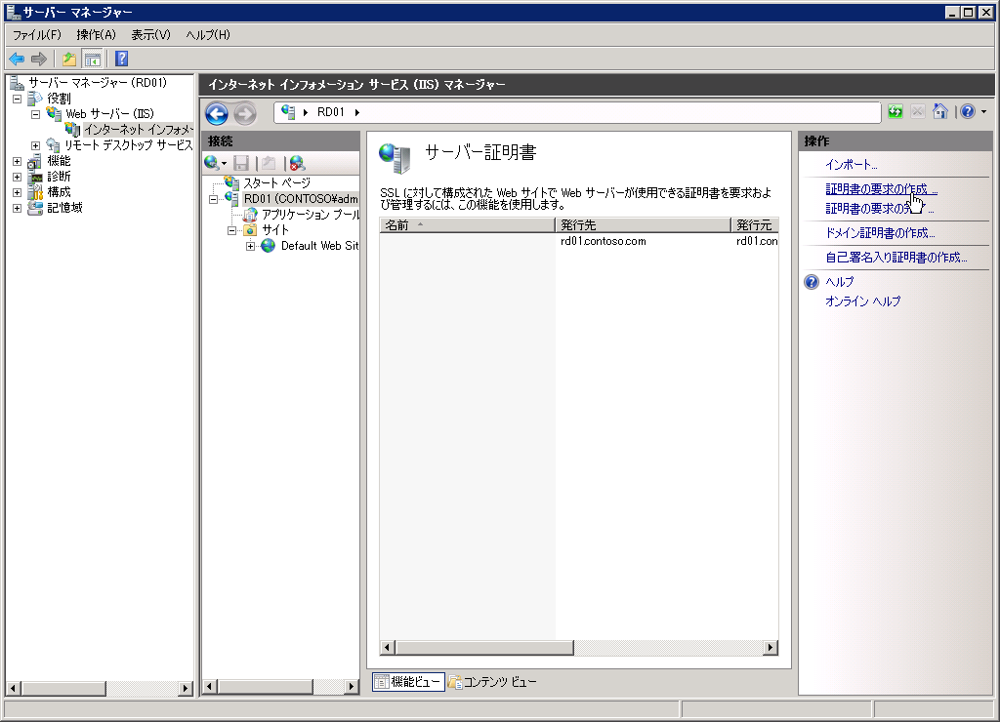 サーバー マネージャー
ファイル(F) 操作(A) 表示(V) ヘルプ(H)
サーバー マネージャー (RD01)
役割
Web サーバー (IIS)
インターネット インフォメー
リモート デスクトップ サービス
機能
診断
構成
記憶域
インターネット インフォメーション サービス (IIS) マネージャー
RD01
接続
スタート ページ
RD01 (CONTOSO¥adm
アプリケーション プール
サイト
Default Web Sit
サーバー証明書
SSL に対して構成された Web サイトで Web サーバーが使用できる証明書を要求およ
び管理するには、この機能を使用します。
名前 発行先 発行元
rd01.contoso.com rd01.con
機能ビュー コンテンツ ビュー
操作
インポート...
証明書の要求の作成 ...
証明書の要求の ...
ドメイン証明書の作成...
自己署名入り証明書の作成...
ヘルプ
オンライン ヘルプ